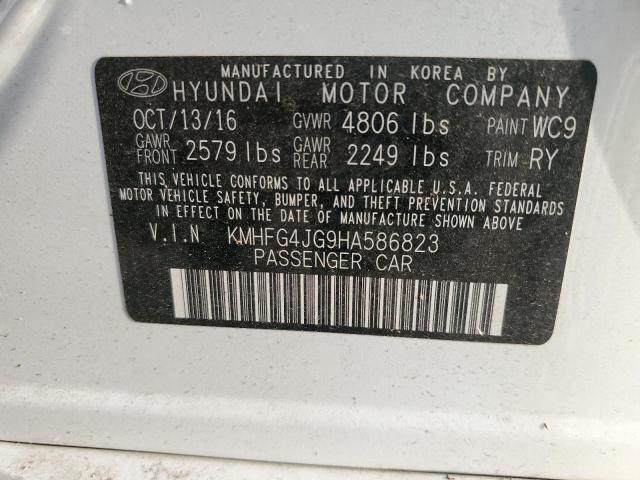 MANUFACTURED IN KOREA BY
HYUNDAI MOTOR COMPANY
OCT/13/16 GVWR 4806 lbs PAINT WC9
GAWR FRONT 2579 lbs GAWR REAR 2249 lbs TRIM RY
THIS VEHICLE CONFORMS TO ALL APPLICABLE U.S.A. FEDERAL
MOTOR VEHICLE SAFETY, BUMPER, AND THEFT PREVENTION STANDARDS
IN EFFECT ON THE DATE OF MANUFACTURE SHOWN ABOVE
V.I.N KMHFG4JG9HA586823
PASSENGER CAR